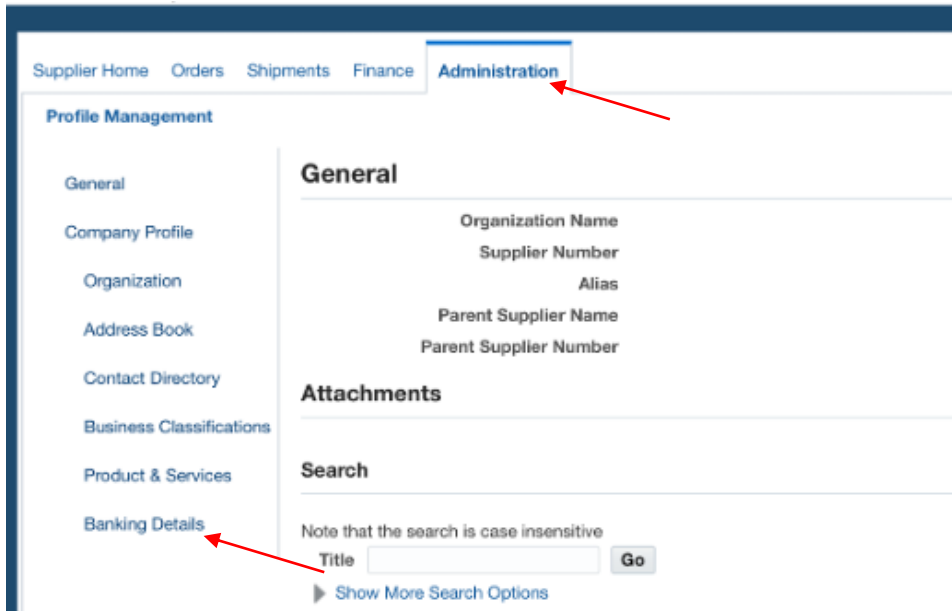 Supplier Home Orders Shipments Finance Administration
Profile Management
General
Company Profile
Organization
Address Book
Contact Directory
Business Classifications
Product & Services
Banking Details
General
Organization Name
Supplier Number
Alias
Parent Supplier Name
Parent Supplier Number
Attachments
Search
Note that the search is case insensitive
Title Go
Show More Search Options